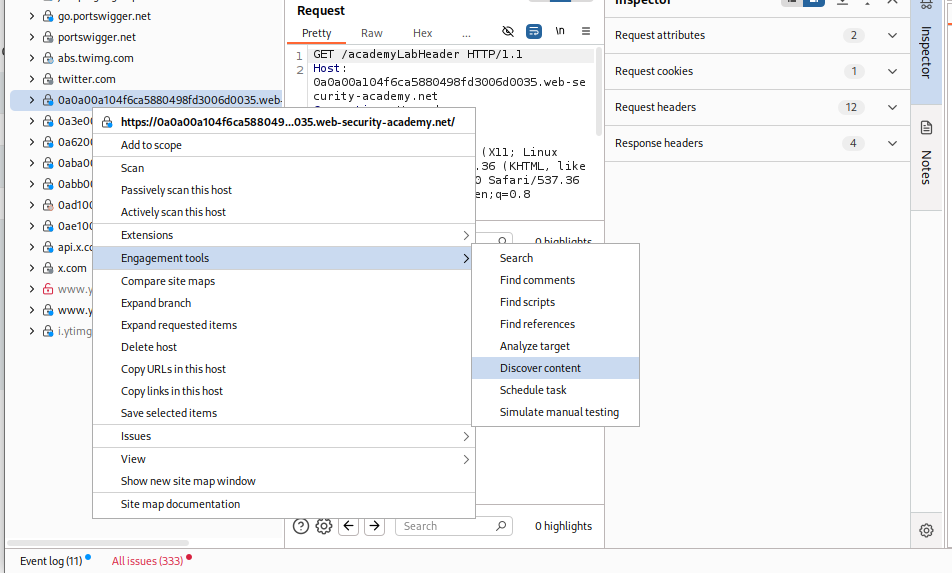 go.portswigger.net
portswigger.net
abs.twimg.com
twitter.com
0a0a00a104f6ca5880498fd3006d0035.web-
0a3e0
0a620
0aba0
0abb0
0ad100
0ae100
api.x.co
x.com
www.y
www.y
i.ytimg
https://0a0a00a104f6ca588049...035.web-security-academy.net/
Add to scope
Scan
Passively scan this host
Actively scan this host
Extensions
Engagement tools
Compare site maps
Expand branch
Expand requested items
Delete host
Copy URLs in this host
Copy links in this host
Save selected items
Issues
View
Show new site map window
Site map documentation
Search
Find comments
Find scripts
Find references
Analyze target
Discover content
Schedule task
Simulate manual testing
Request
Pretty Raw Hex ...
\n
1 GET /academyLabHeader HTTP/1.1
2 Host:
0a0a00a104f6ca5880498fd3006d0035.web-se
curity-academy.net
(X11; Linux
.36 (KHTML, like
0 Safari/537.36
en;q=0.8
0 highlights
Search
0 highlights
Inspector
Request attributes 2
Request cookies 1
Request headers 12
Response headers 4
Inspector
Notes
Event log (11)
All issues (333)